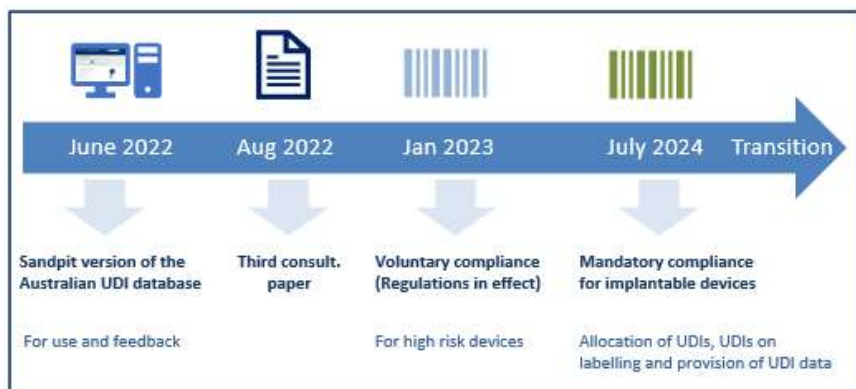 June 2022
Aug 2022
Jan 2023
July 2024
Transition
Sandpit version of the
Australian UDI database
For use and feedback
Third consult.
paper
Voluntary compliance
(Regulations in effect)
For high risk devices
Mandatory compliance
for implantable devices
Allocation of UDIs, UDIs on
labelling and provision of UDI data